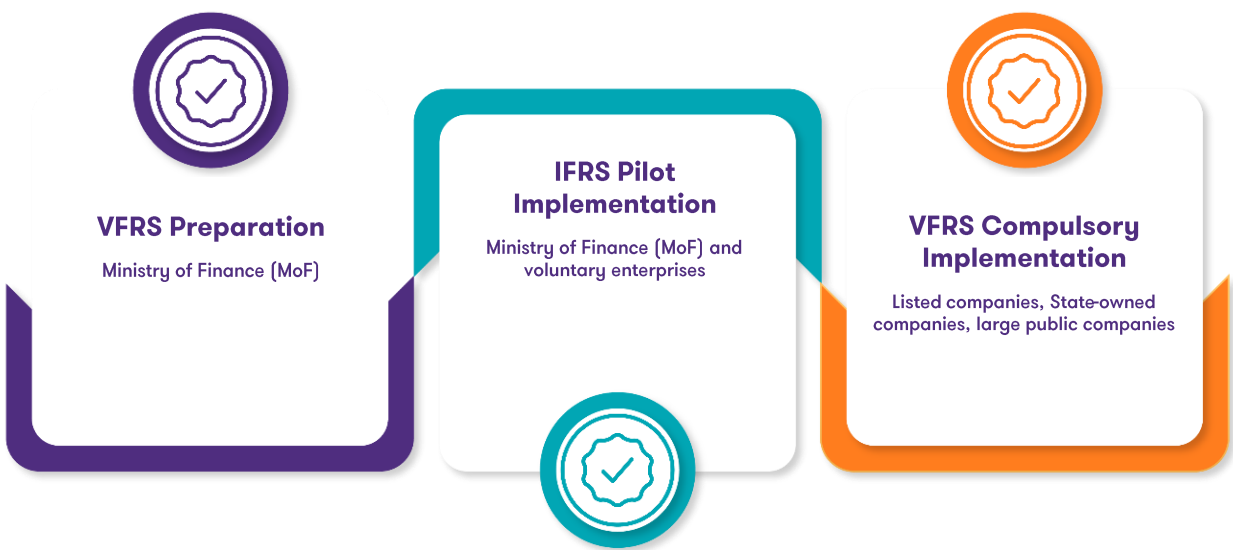 VFRS Preparation
Ministry of Finance (MoF)
IFRS Pilot
Implementation
Ministry of Finance (MoF) and
voluntary enterprises
VFRS Compulsory
Implementation
Listed companies, State-owned
companies, large public companies